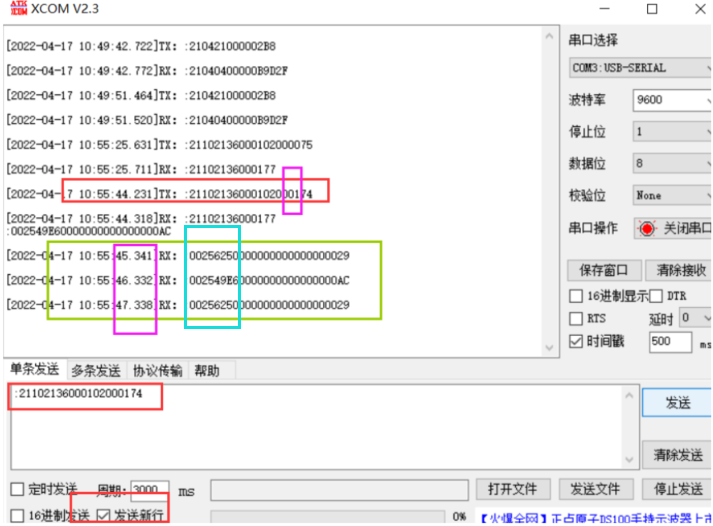 XCOM V2.3
[2022-04-17 10:49:42.722]TX: :210421000002B8
[2022-04-17 10:49:42.772]RX: :21040400000B9D2F
[2022-04-17 10:49:51.464]TX: :210421000002B8
[2022-04-17 10:49:51.520]RX: :21040400000B9D2F
[2022-04-17 10:55:25.631]TX: :21102136000102000075
[2022-04-17 10:55:25.711]RX: :21102136000177
[2022-04-17 10:55:44.231]TX: :21102136000102000174
[2022-04-17 10:55:44.318]RX: :21102136000177
:002549E60000000000000000AC
[2022-04-17 10:55:45.341]RX: :00256250000000000000000029
[2022-04-17 10:55:46.332]RX: :002549E60000000000000000AC
[2022-04-17 10:55:47.338]RX: :00256250000000000000000029
串口选择
COM3:USB-SERIAL
波特率 9600
停止位 1
数据位 8
校验位 None
串口操作 关闭串口
保存窗口 清除接收
16进制显示 DTR
RTS 延时 0
时间戳 500 ms
单条发送 多条发送 协议传输 帮助
:21102136000102000174
发送
清除发送
定时发送 周期: 3000 ms 打开文件 发送文件 停止发送
16进制发送 发送新行 0% 【火爆全网】正点原子DS100手持示波器上市